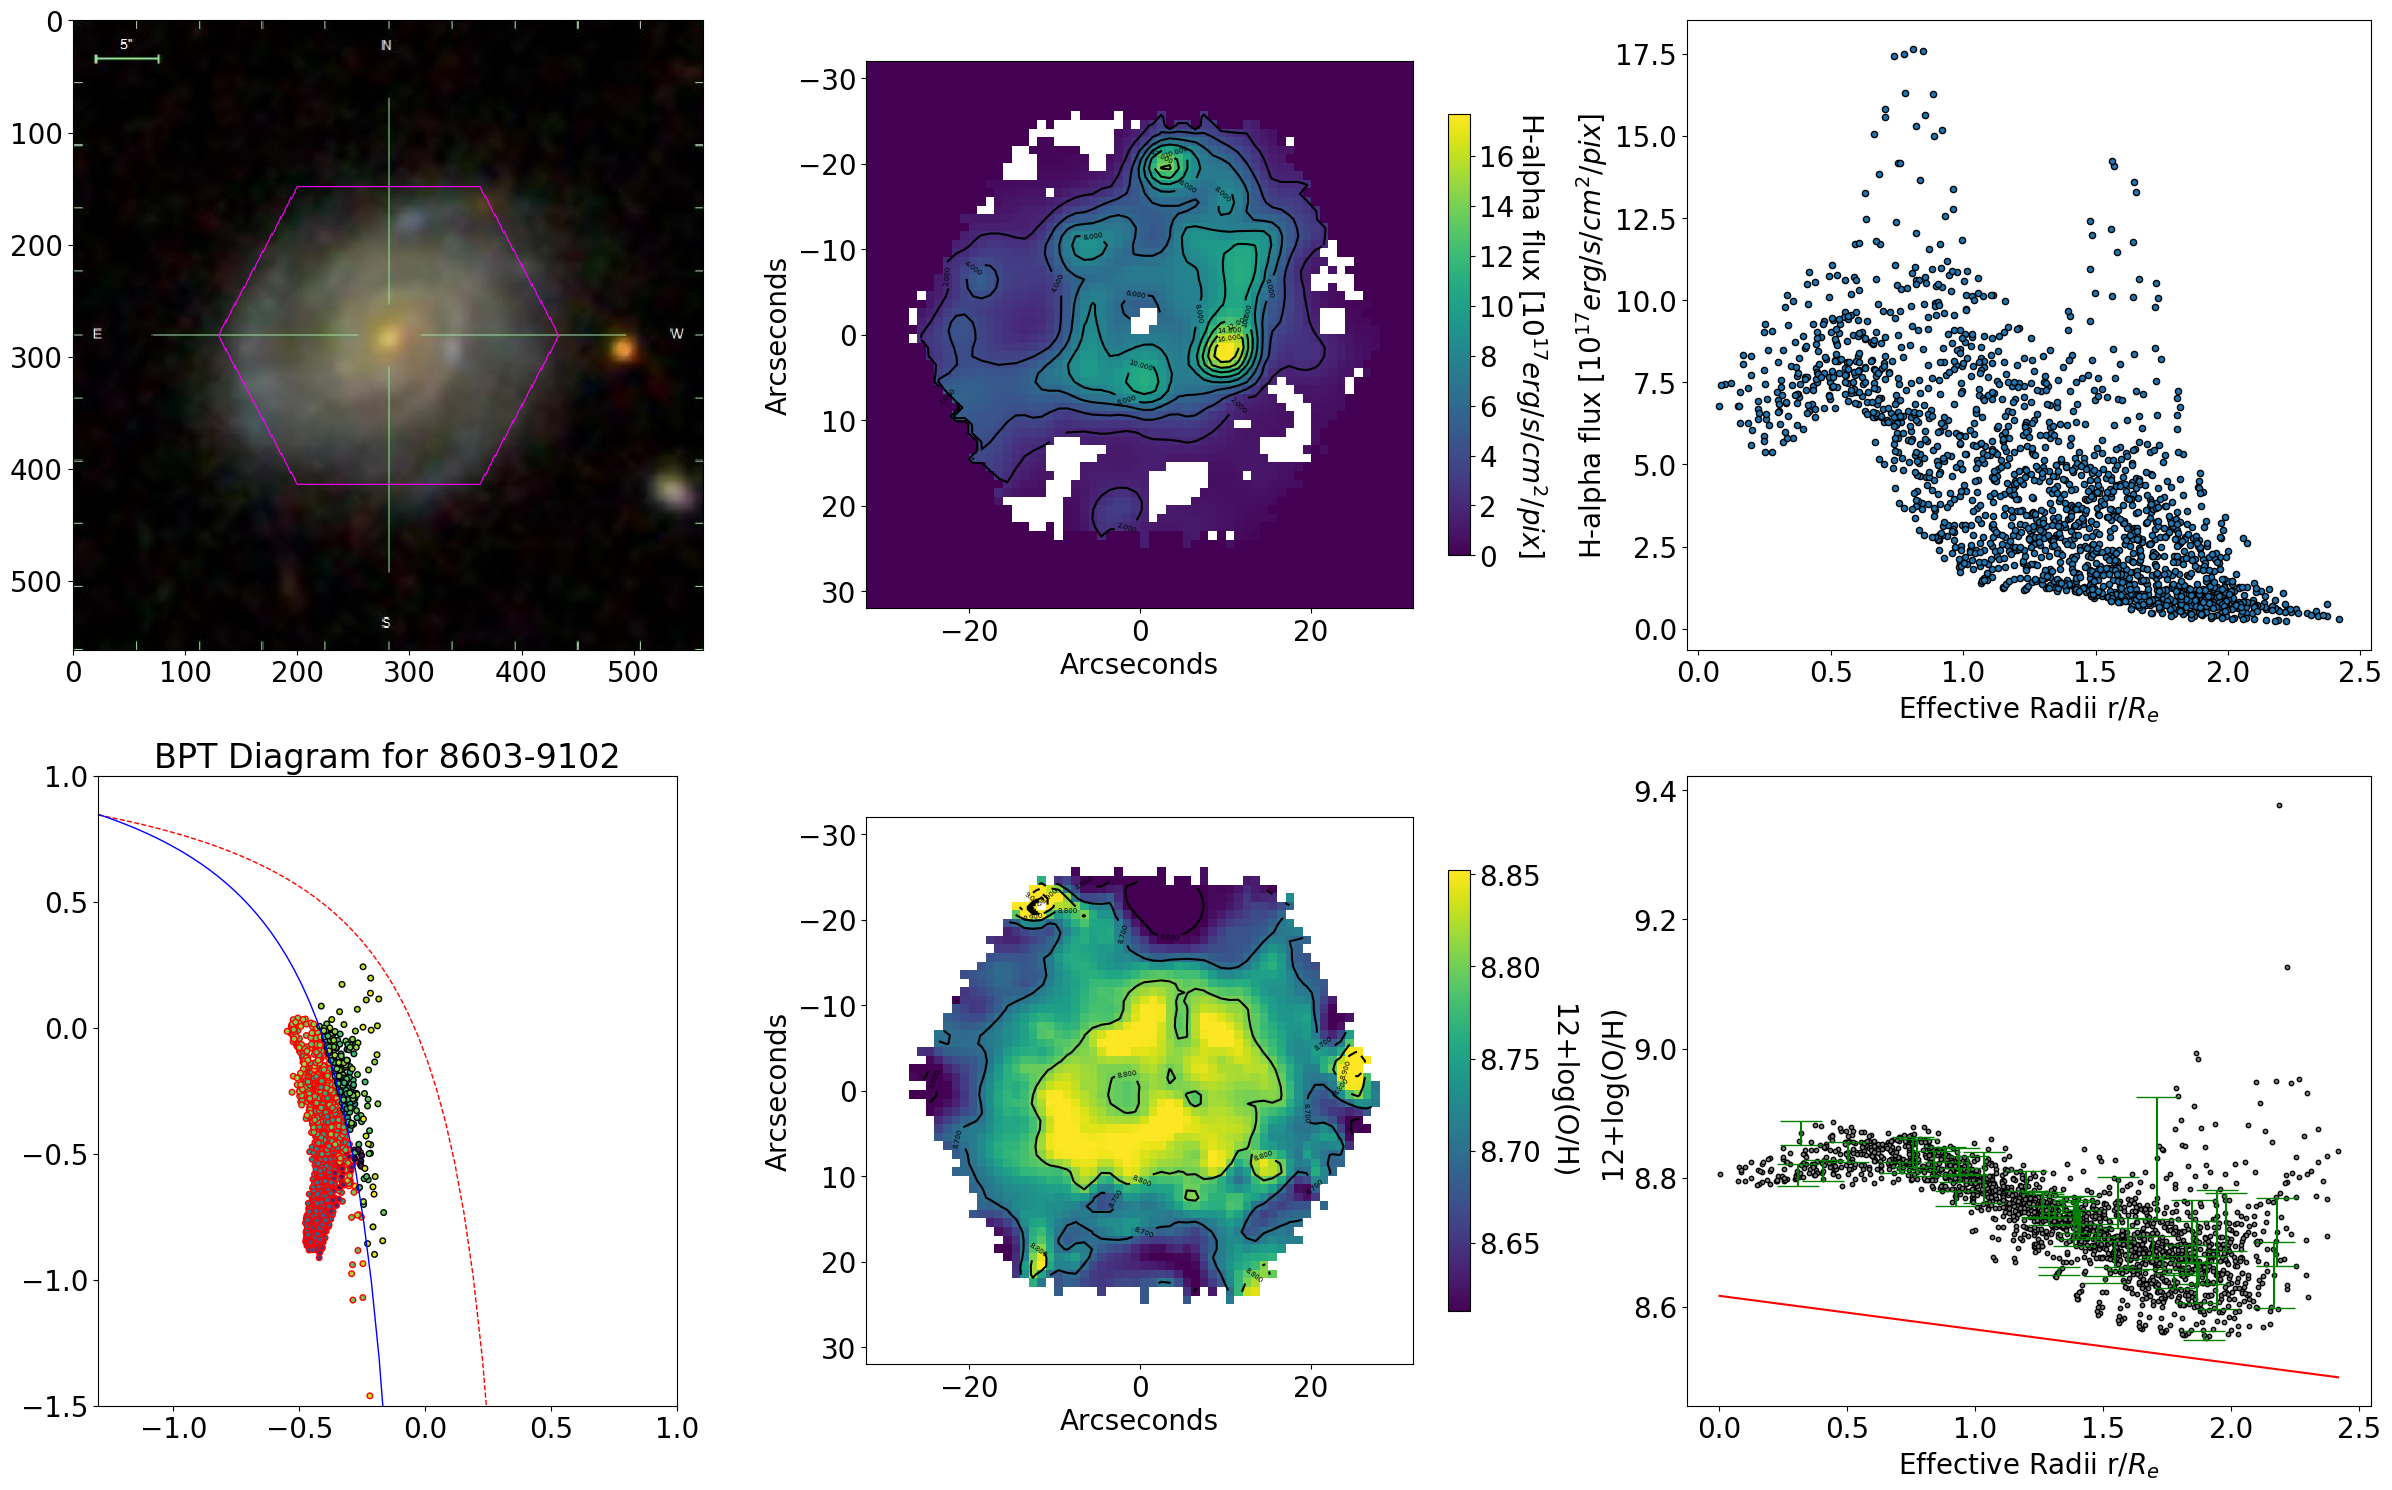 0
100
200
300
400
500
0 100 200 300 400 500
5"
N
E
W
S
−30
−20
−10
0
10
20
30
Arcseconds
−20 0 20
Arcseconds
16
14
12
10
8
6
4
2
0
H-alpha flux [10^17 erg/s/cm^2/pix]
H-alpha flux [10^17 erg/s/cm^2/pix]
17.5
15.0
12.5
10.0
7.5
5.0
2.5
0.0
0.0 0.5 1.0 1.5 2.0 2.5
Effective Radii r/R_e
BPT Diagram for 8603-9102
1.0
0.5
0.0
−0.5
−1.0
−1.5
−1.0 −0.5 0.0 0.5 1.0
−30
−20
−10
0
10
20
30
Arcseconds
−20 0 20
Arcseconds
8.85
8.80
8.75
8.70
8.65
12+log(O/H)
12+log(O/H)
9.4
9.2
9.0
8.8
8.6
0.0 0.5 1.0 1.5 2.0 2.5
Effective Radii r/R_e